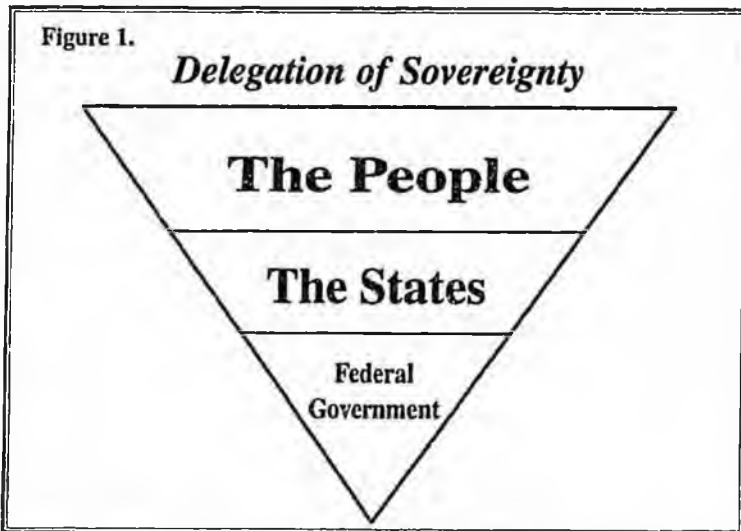 Figure 1.
Delegation of Sovereignty
The People
The States
Federal
Government